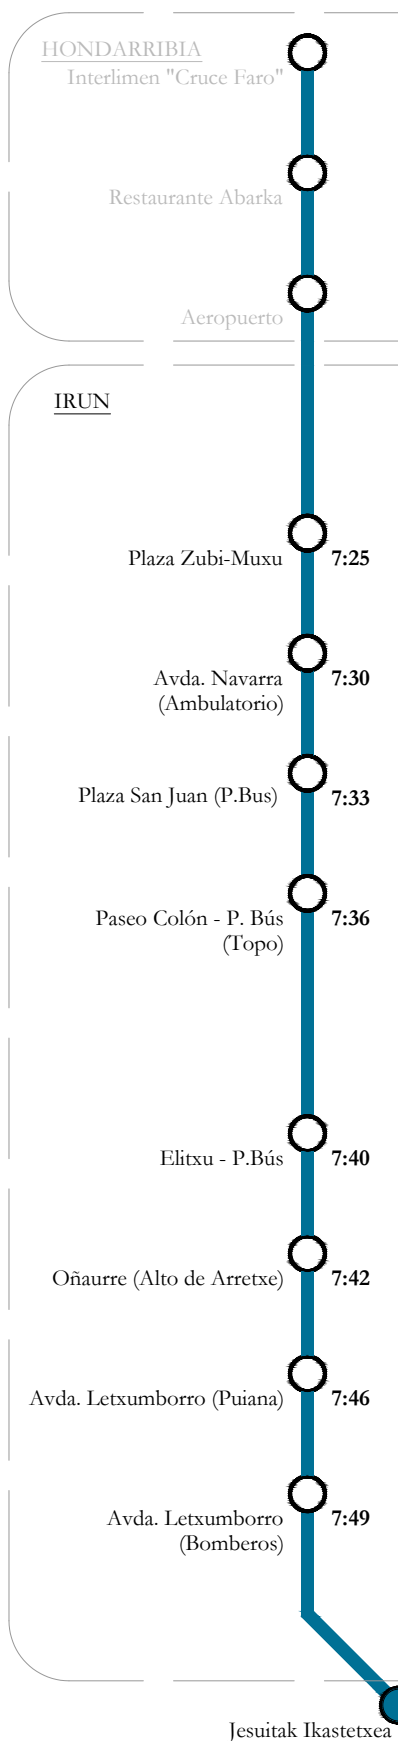 HONDARRIBIA
Interlimen "Cruce Faro"
Restaurante Abarka
Aeropuerto
IRUN
Plaza Zubi-Muxu 7:25
Avda. Navarra 7:30
(Ambulatorio)
Plaza San Juan (P.Bus) 7:33
Paseo Colón - P. Bús 7:36
(Topo)
Elitxu - P.Bús 7:40
Oñaurre (Alto de Arretxe) 7:42
Avda. Letxumborro (Puiana) 7:46
Avda. Letxumborro 7:49
(Bomberos)
Jesuitak Ikastetxea